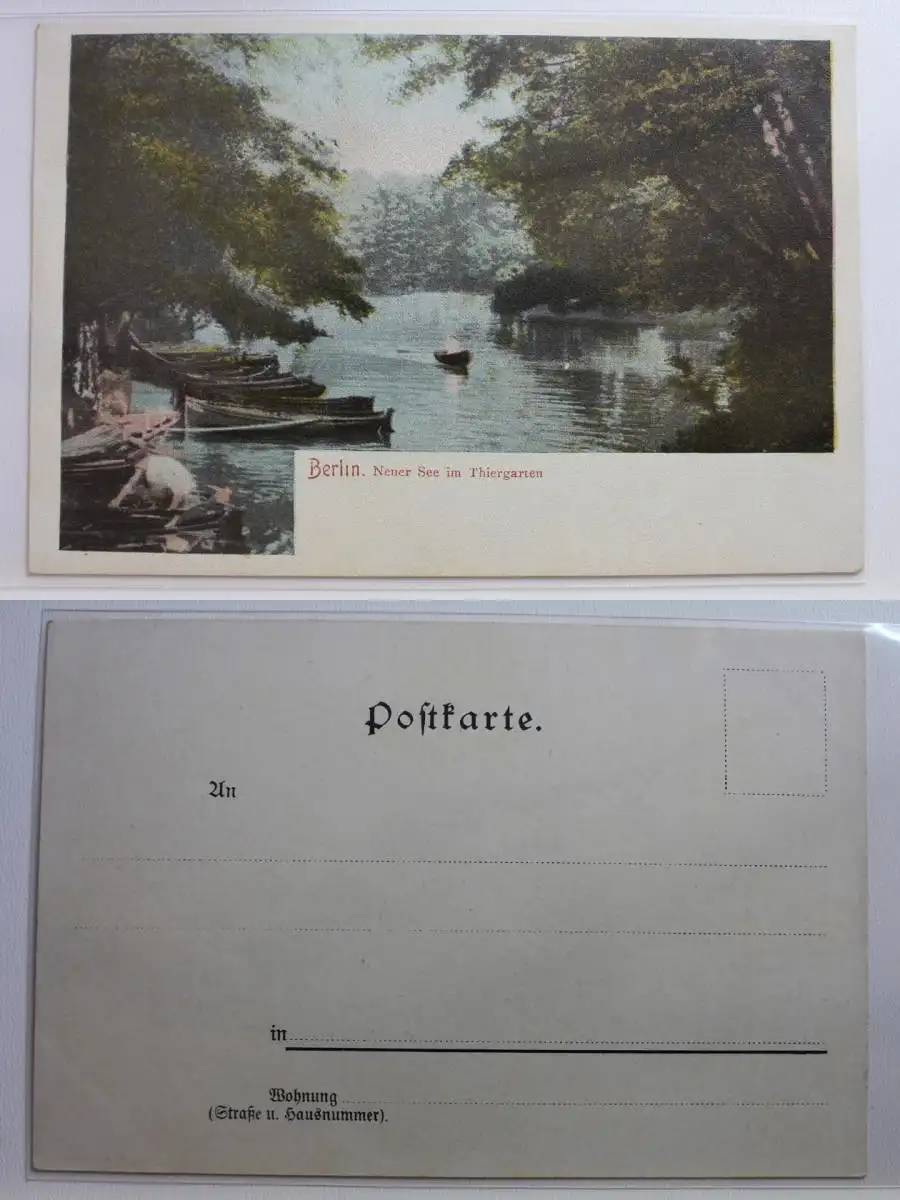 Berlin. Neuer See im Thiergarten
Poſtkarte.
An
in
Wohnung
(Straße u. Hausnummer).